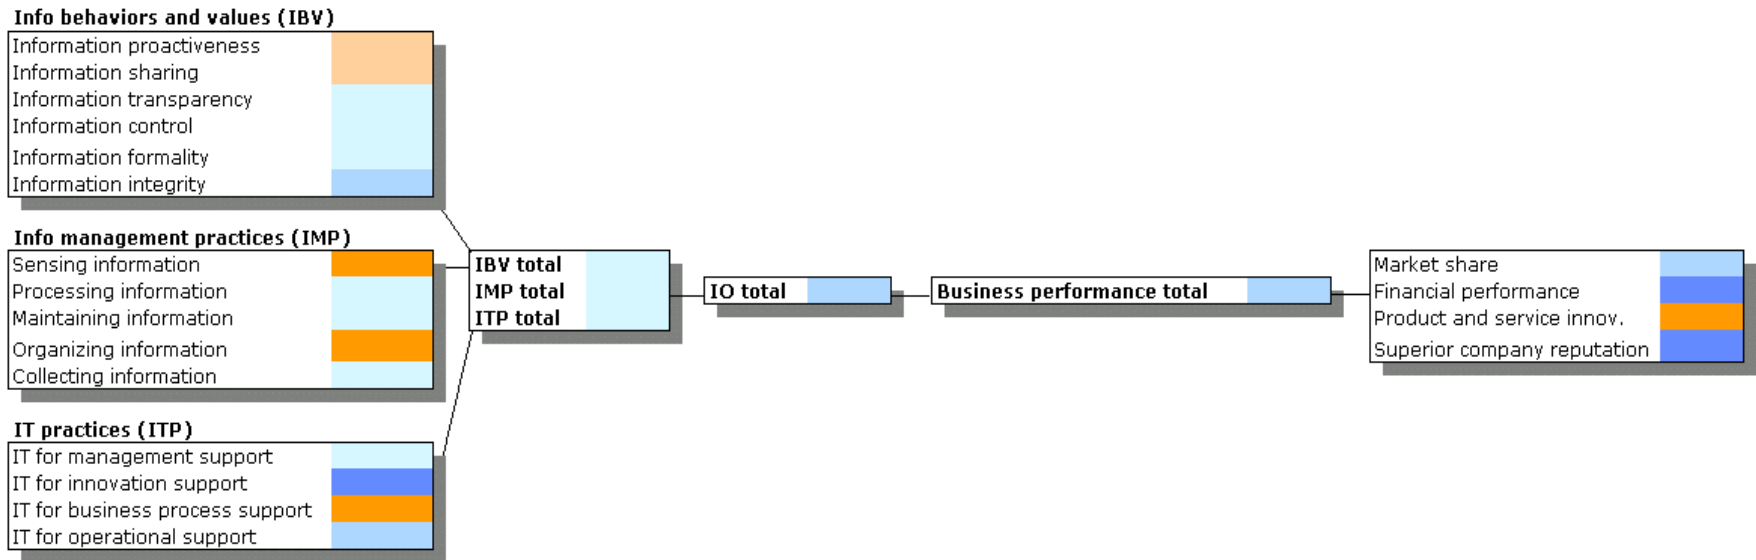 Info behaviors and values (IBV)
Information proactiveness
Information sharing
Information transparency
Information control
Information formality
Information integrity
Info management practices (IMP)
Sensing information
Processing information
Maintaining information
Organizing information
Collecting information
IT practices (ITP)
IT for management support
IT for innovation support
IT for business process support
IT for operational support
IBV total
IMP total
ITP total
IO total
Business performance total
Market share
Financial performance
Product and service innov.
Superior company reputation